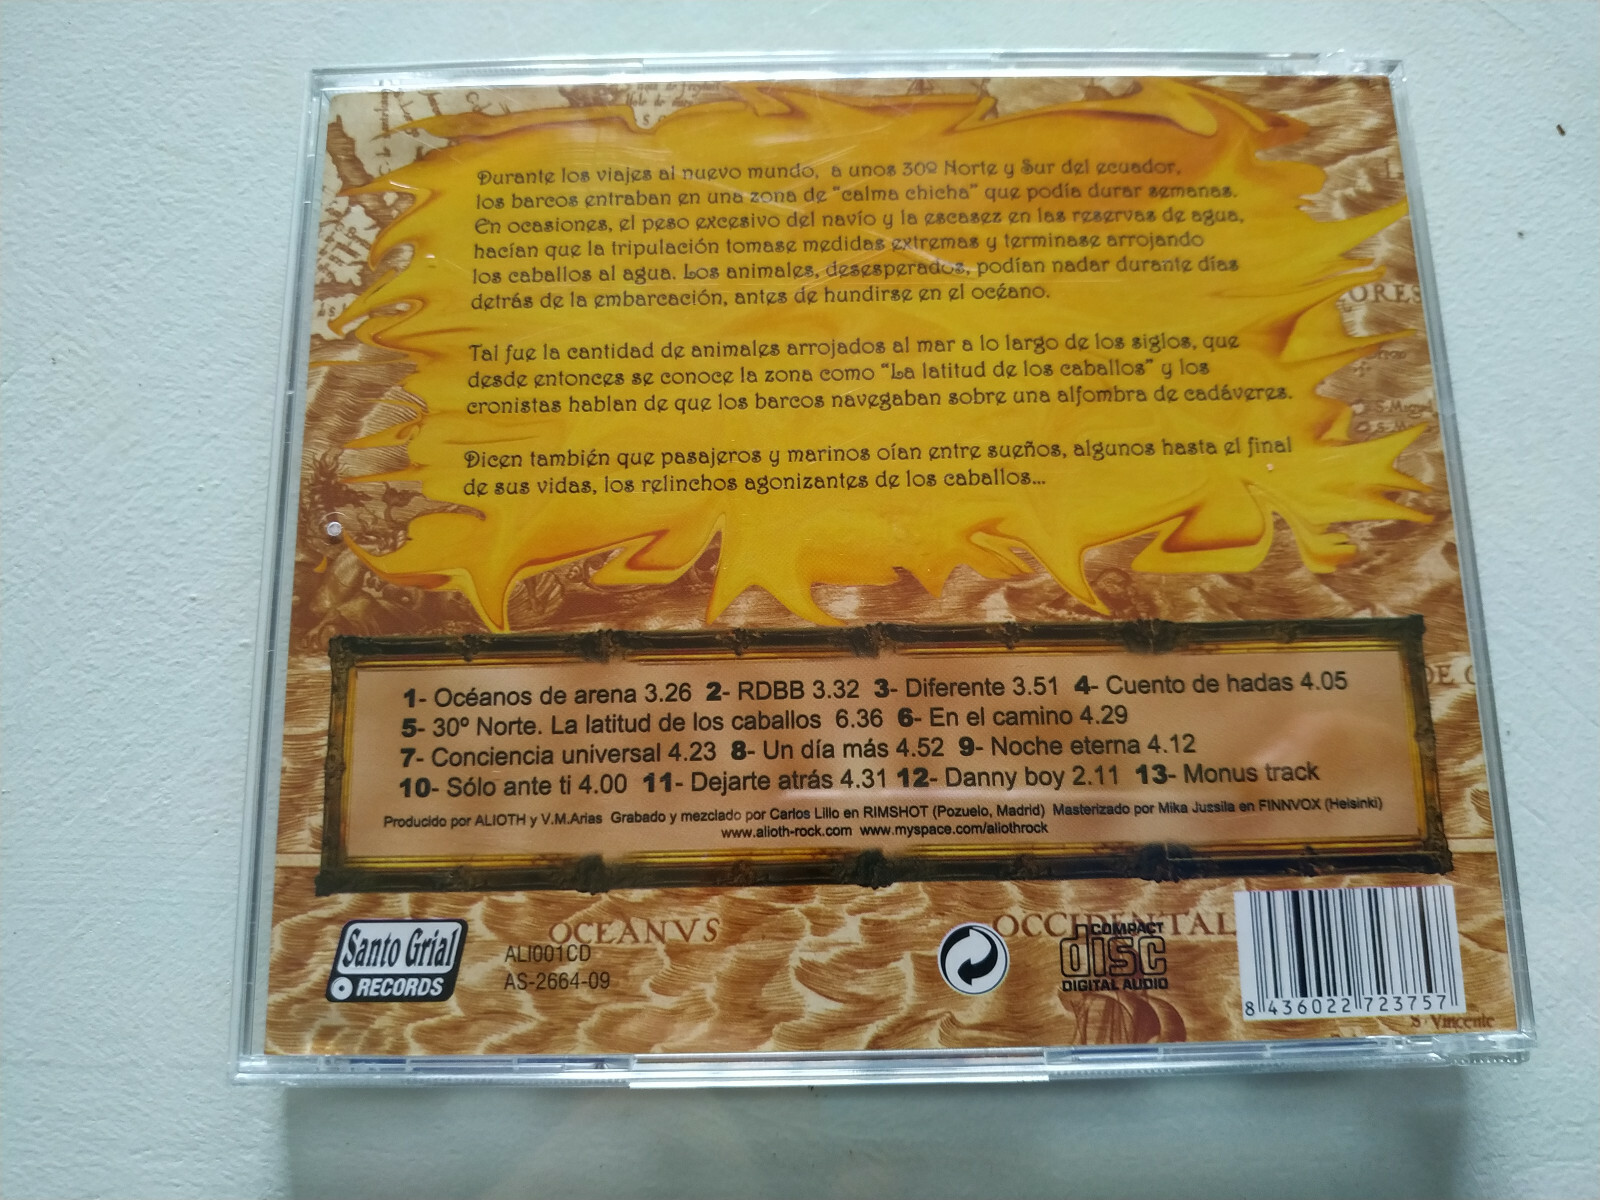 Durante los viajes al nuevo mundo, a unos 30º Norte y Sur del ecuador,
los barcos entraban en una zona de "calma chicha" que podía durar semanas.
En ocasiones, el peso excesivo del navío y la escasez en las reservas de agua,
hacían que la tripulación tomase medidas extremas y terminase arrojando
los caballos al agua. Los animales, desesperados, podían nadar durante días
detrás de la embarcación, antes de hundirse en el océano.
Tal fue la cantidad de animales arrojados al mar a lo largo de los siglos, que
desde entonces se conoce la zona como "La latitud de los caballos" y los
cronistas hablan de que los barcos navegaban sobre una alfombra de cadáveres.
Dicen también que pasajeros y marinos oían entre sueños, algunos hasta el final
de sus vidas, los relinchos agonizantes de los caballos...
1- Océanos de arena 3.26 2- RDBB 3.32 3- Diferente 3.51 4- Cuento de hadas 4.05
5- 30º Norte. La latitud de los caballos 6.36 6- En el camino 4.29
7- Conciencia universal 4.23 8- Un día más 4.52 9- Noche eterna 4.12
10- Sólo ante ti 4.00 11- Dejarte atrás 4.31 12- Danny boy 2.11 13- Monus track
Producido por ALIOTH y V.M.Arias Grabado y mezclado por Carlos Lillo en RIMSHOT (Pozuelo, Madrid) Masterizado por Mika Jussila en FINNVOX (Helsinki)
www.alioth-rock.com www.myspace.com/aliothrock
OCEANVS OCCIDENTAL
Santo Grial
RECORDS
ALI001CD
AS-2664-09
COMPACT
disc
DIGITAL AUDIO
8 436022 723757
S. Vincente